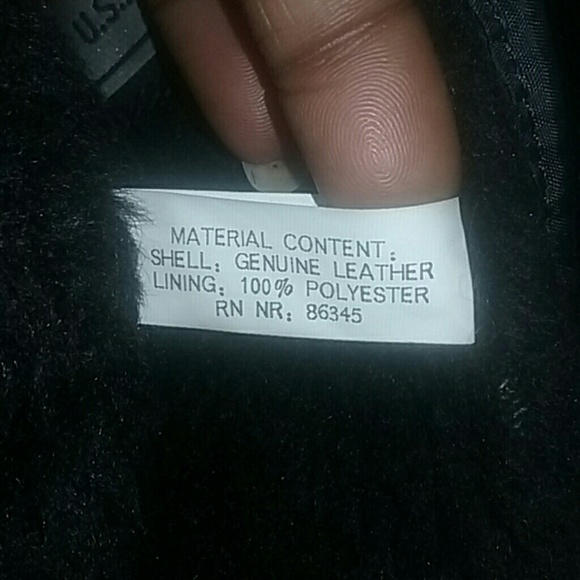 U.S.
MATERIAL CONTENT:
SHELL: GENUINE LEATHER
LINING: 100% POLYESTER
RN NR: 86345